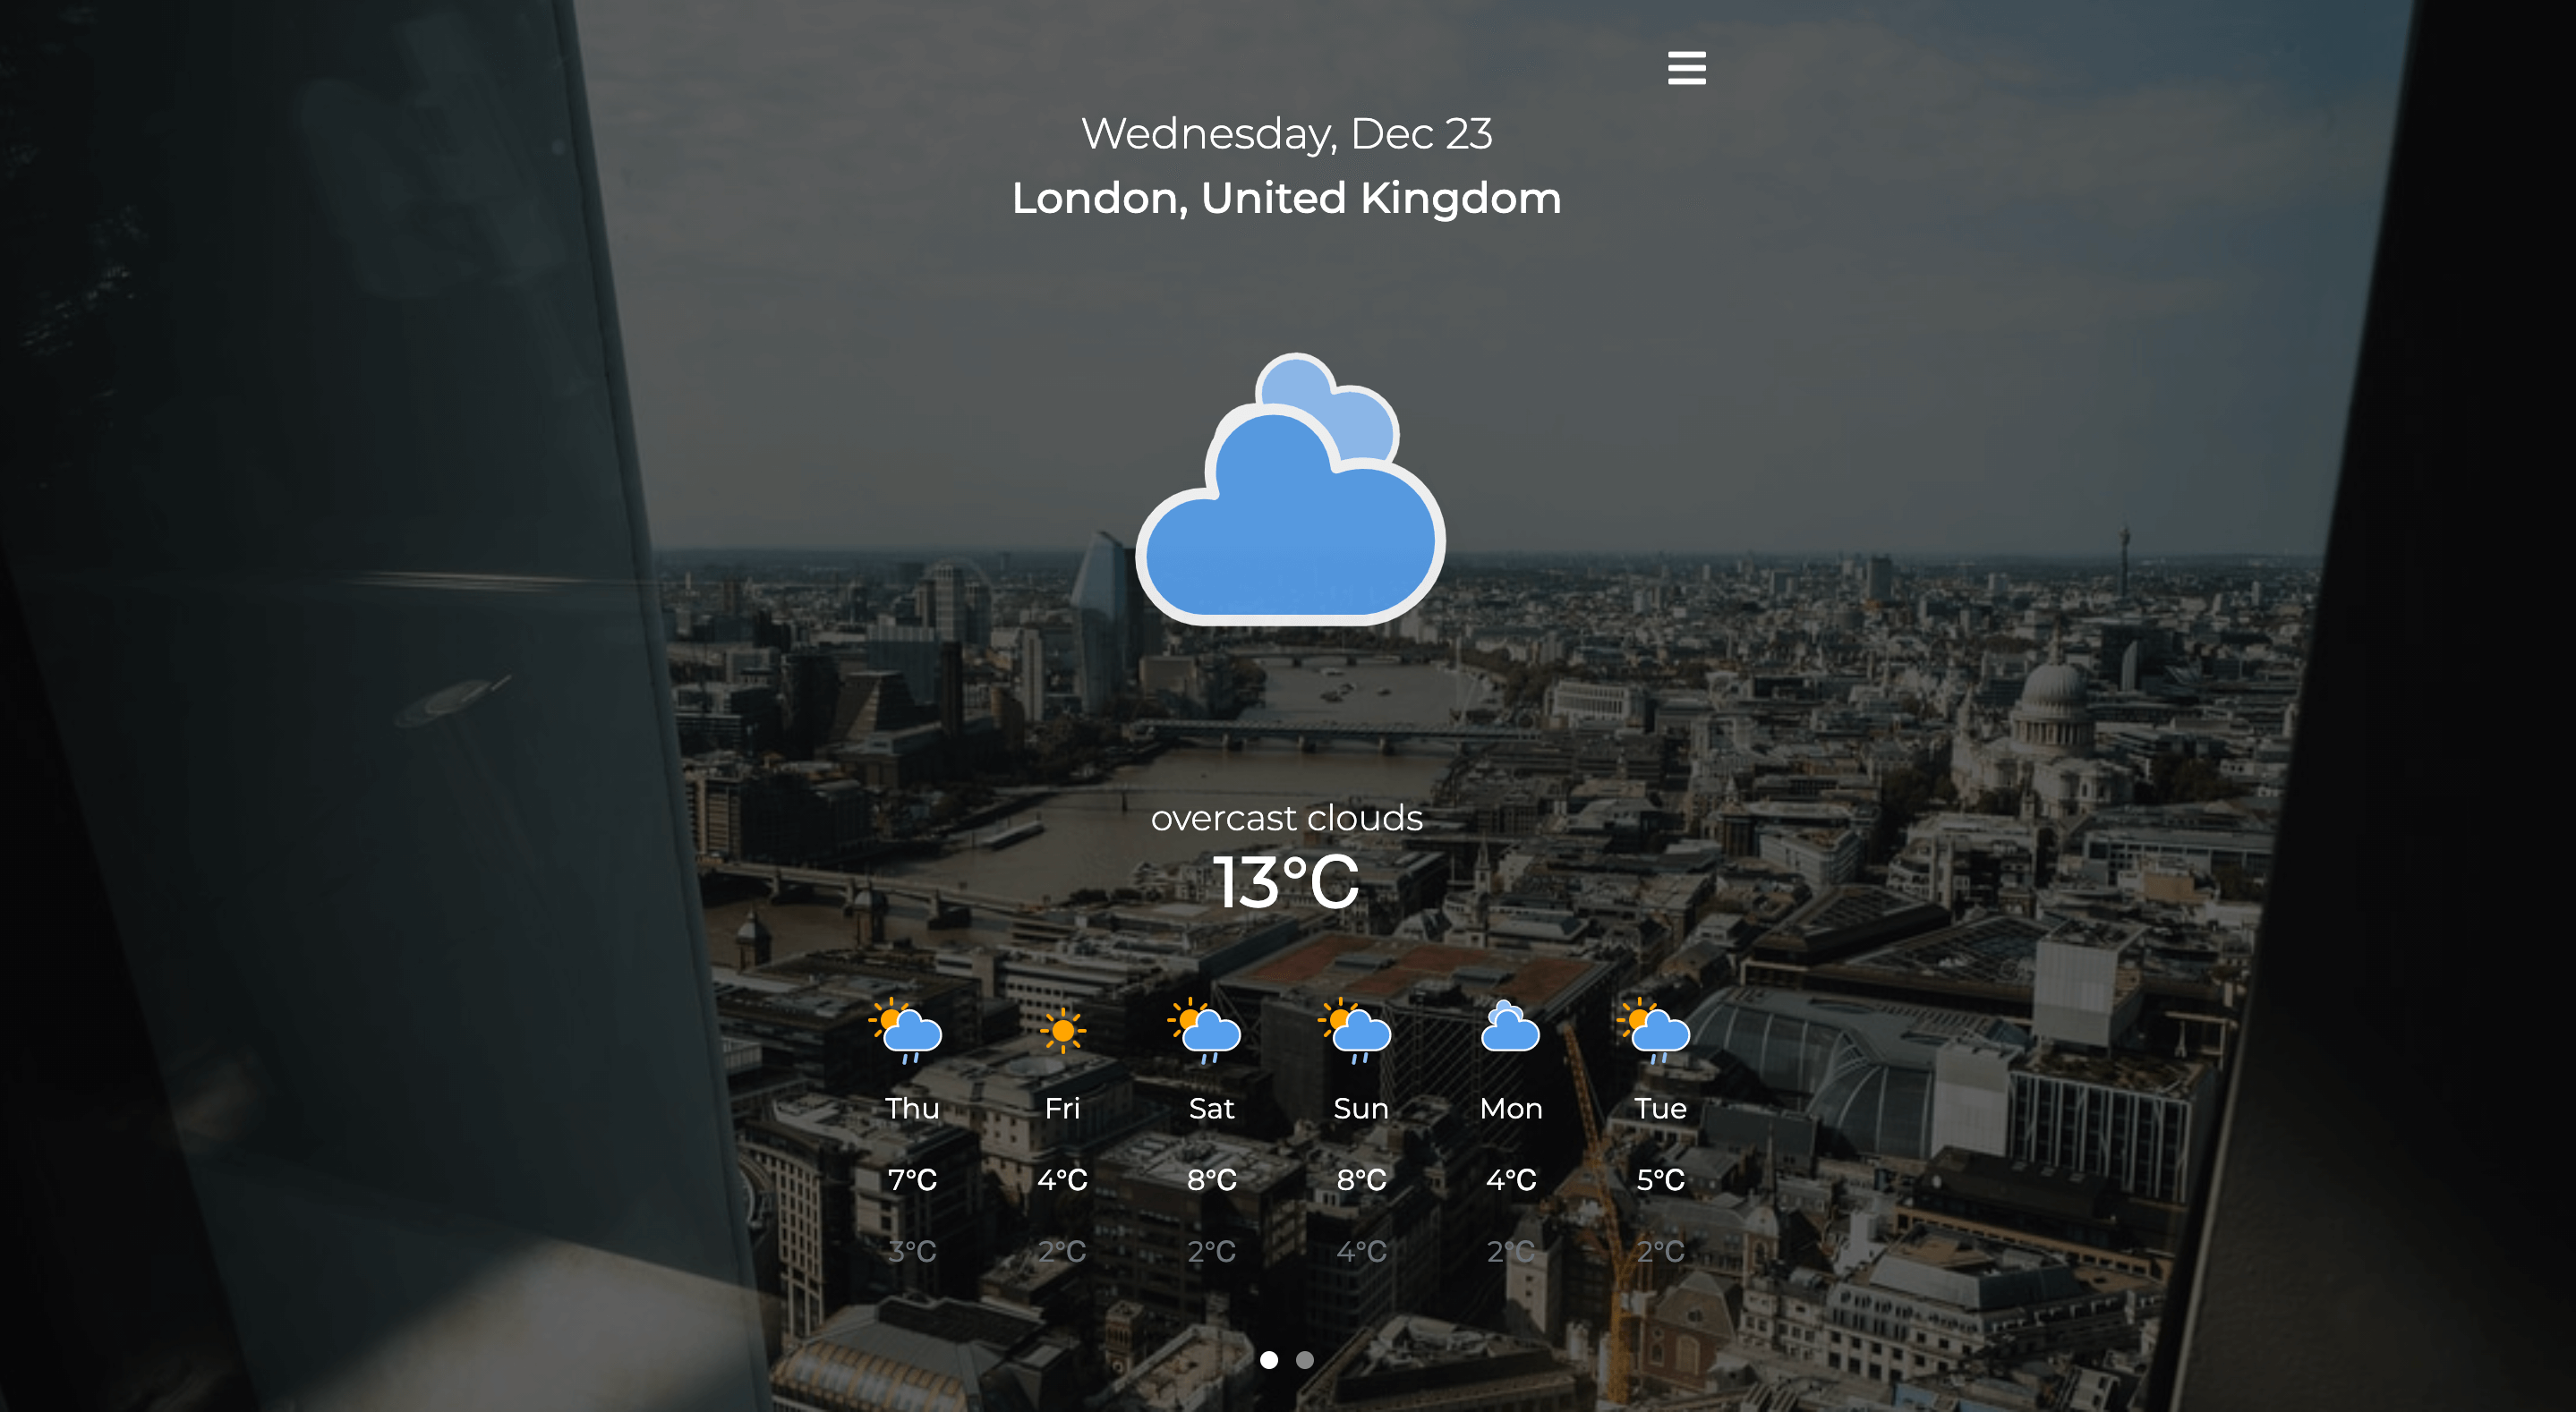 Wednesday, Dec 23
London, United Kingdom
overcast clouds
13°C
Thu Fri Sat Sun Mon Tue
7°C 4°C 8°C 8°C 4°C 5°C
3°C 2°C 2°C 4°C 2°C 2°C